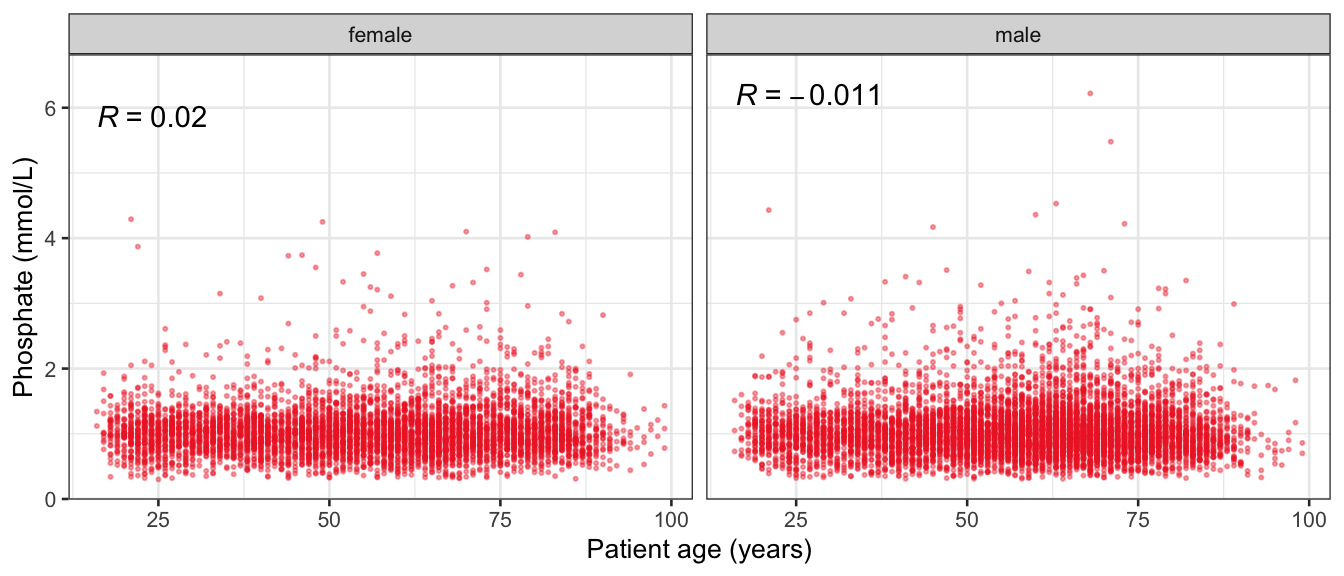 female
male
R = 0.02
R = −0.011
Phosphate (mmol/L)
6
4
2
0
25 50 75 100
25 50 75 100
Patient age (years)